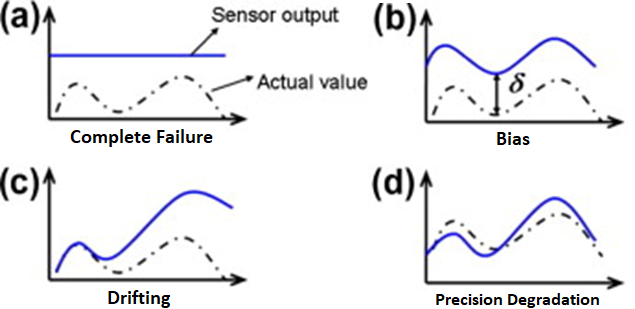 (a)
Sensor output
Actual value
Complete Failure
(b)
δ
Bias
(c)
Drifting
(d)
Precision Degradation